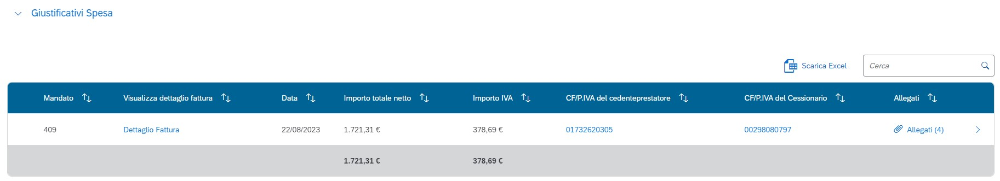 Giustificativi Spesa
Scarica Excel Cerca
Mandato Visualizza dettaglio fattura Data Importo totale netto Importo IVA CF/P.IVA del cedenteprestatore CF/P.IVA del Cessionario Allegati
409 Dettaglio Fattura 22/08/2023 1.721,31 € 378,69 € 01732620305 00298080797 Allegati (4)
1.721,31 € 378,69 €